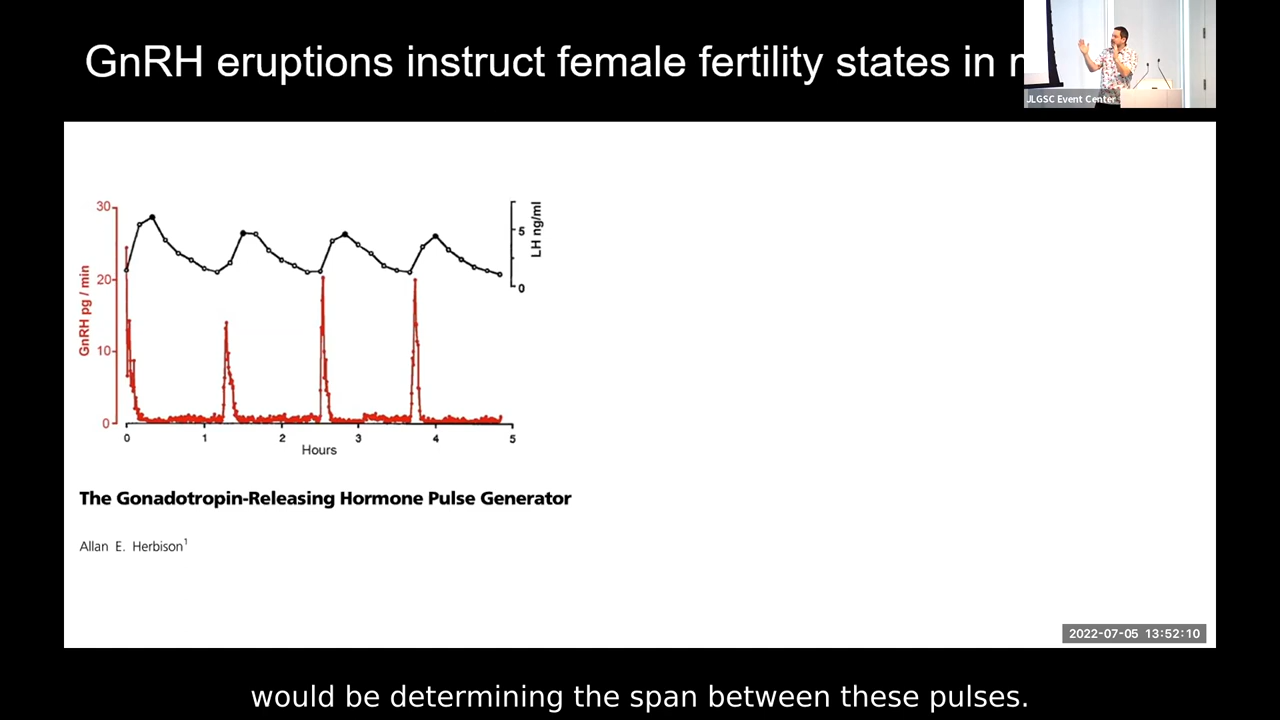 GnRH eruptions instruct female fertility states in
JLGSC Event Center
30
20
10
0
GnRH pg / min
5
0
LH ng/ml
0 1 2 3 4 5
Hours
The Gonadotropin-Releasing Hormone Pulse Generator
Allan E. Herbison1
2022-07-05 13:52:10
would be determining the span between these pulses.